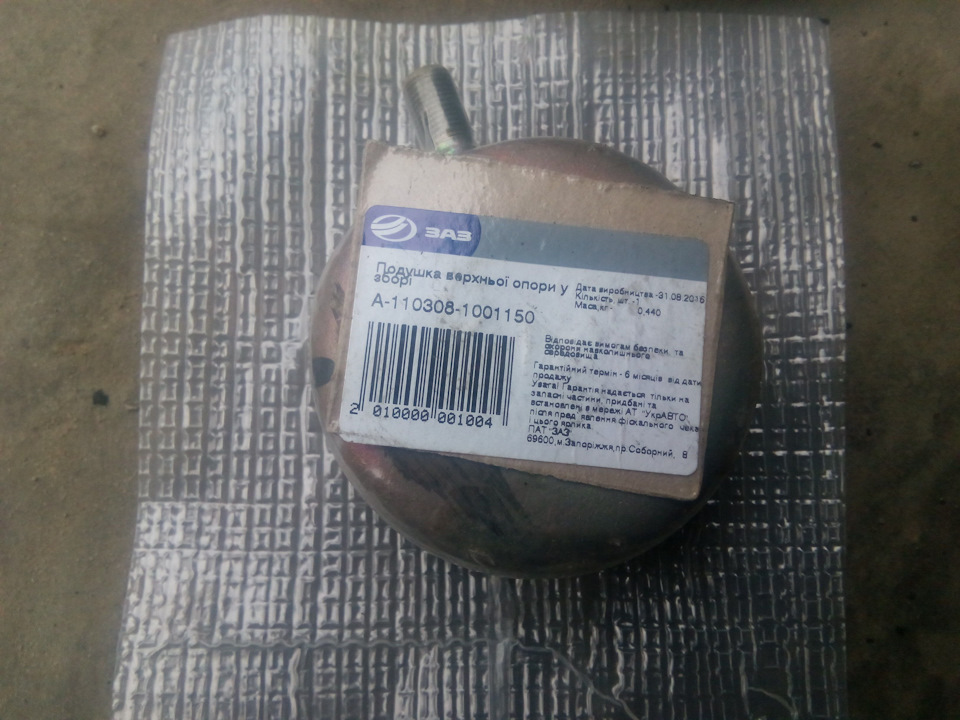 ЗАЗ
Подушка верхньої опори у
зборі
А-110308-1001150
Дата виробництва -31.08.2016
Кількість, шт. -1
Маса,кг - 0,440
Відповідає вимогам безпеки та
охорони навколишнього
середовища
Гарантійний термін - 6 місяців від дати
продажу
Увага! Гарантія надається тільки на
запасні частини, придбані та
встановлені в мережі АТ "УкрАВТО",
після пред'явлення фіскального чека
і цього ярлика
ПАТ "ЗАЗ"
69600,м.Запоріжжя,пр.Соборний, 8
2 010000 001004